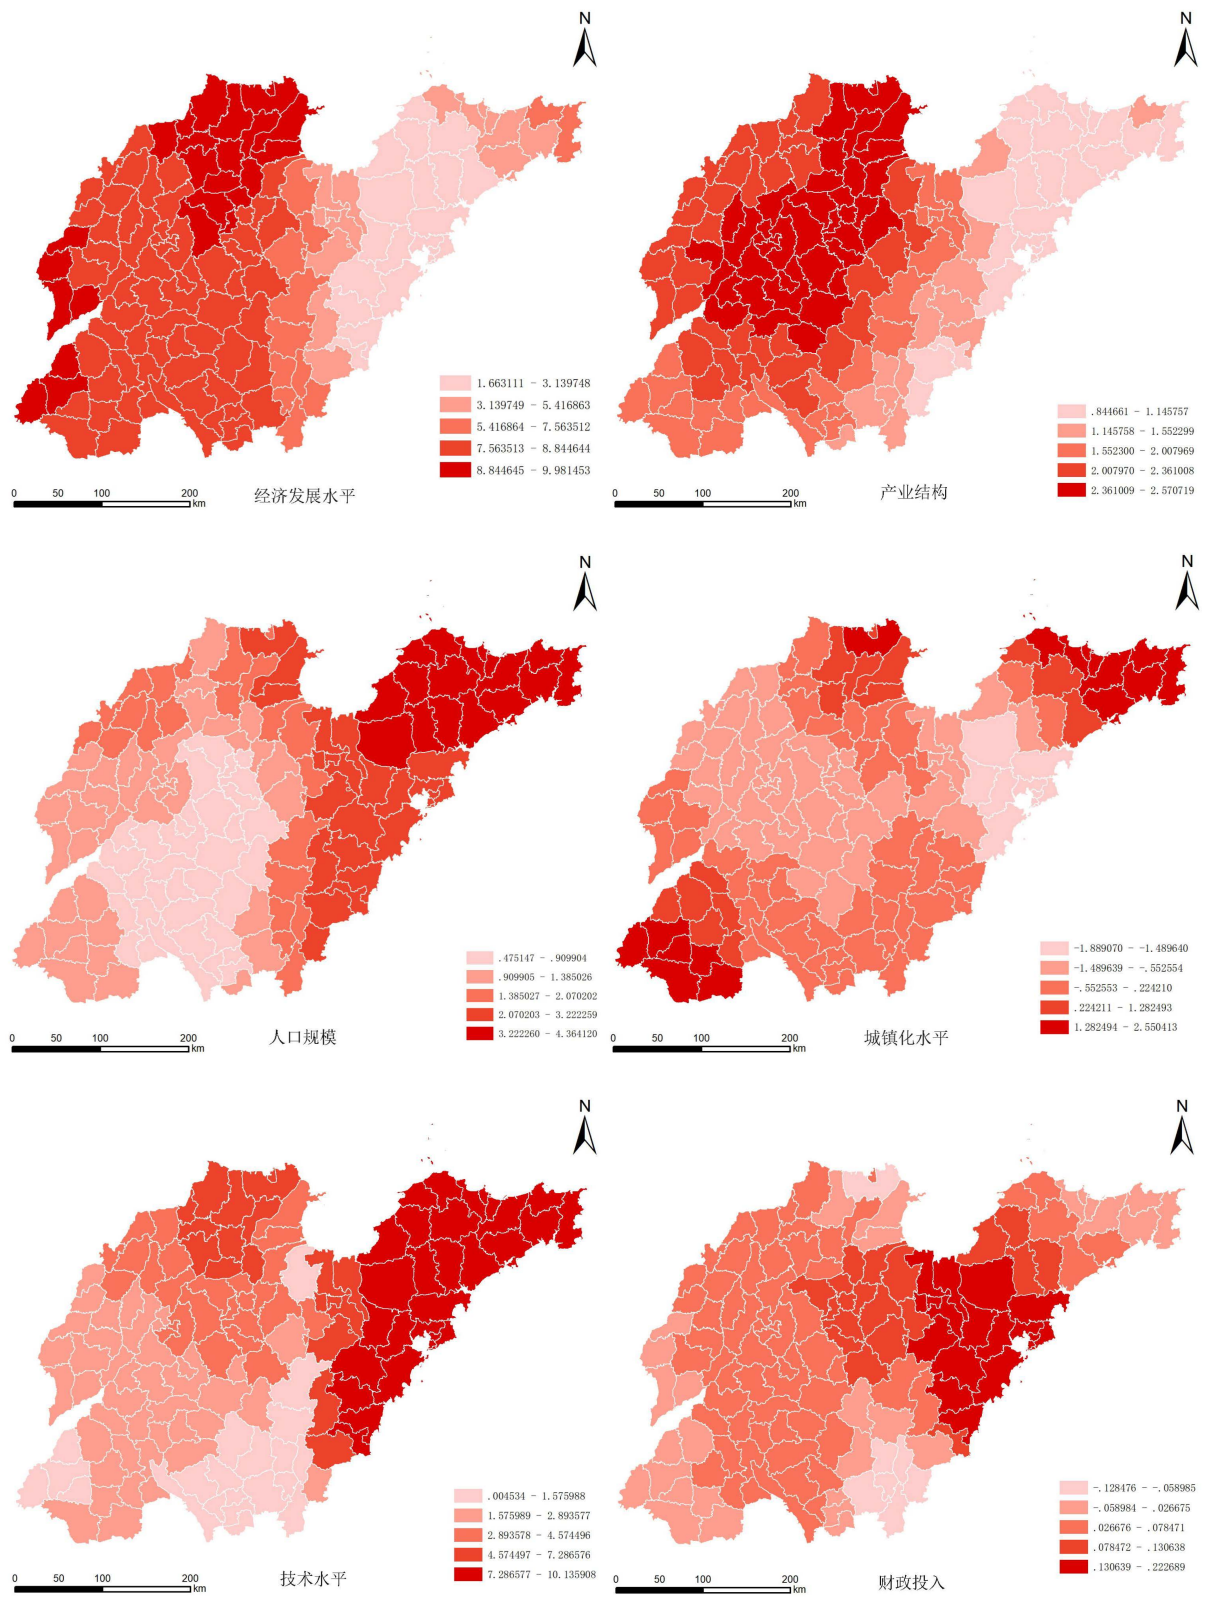 N
1.663111 - 3.139748
3.139749 - 5.416863
5.416864 - 7.563512
7.563513 - 8.844644
8.844645 - 9.981453
0 50 100 200
km
经济发展水平
N
.844661 - 1.145757
1.145758 - 1.552299
1.552300 - 2.007969
2.007970 - 2.361008
2.361009 - 2.570719
0 50 100 200
km
产业结构
N
.475147 - .909904
.909905 - 1.385026
1.385027 - 2.070202
2.070203 - 3.222259
3.222260 - 4.364120
0 50 100 200
km
人口规模
N
-1.889070 - -1.489640
-1.489639 - -.552554
-.552553 - .224210
.224211 - 1.282493
1.282494 - 2.550413
0 50 100 200
km
城镇化水平
N
.004534 - 1.575988
1.575989 - 2.893577
2.893578 - 4.574496
4.574497 - 7.286576
7.286577 - 10.135908
0 50 100 200
km
技术水平
N
-.128476 - -.058985
-.058984 - .026675
.026676 - .078471
.078472 - .130638
.130639 - .222689
0 50 100 200
km
财政投入